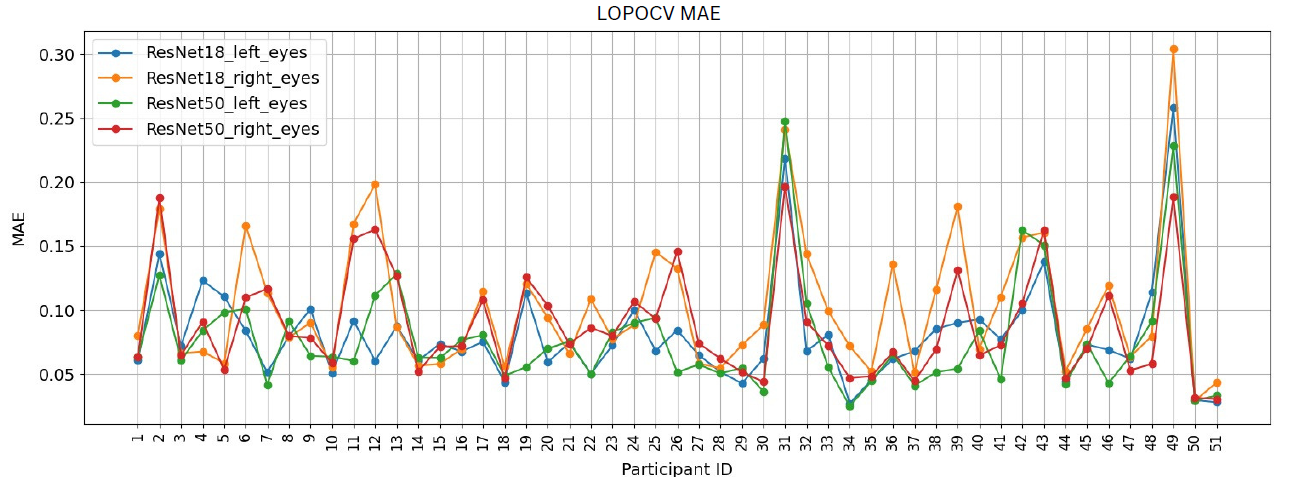 LOPOCV MAE
ResNet18_left_eyes
ResNet18_right_eyes
ResNet50_left_eyes
ResNet50_right_eyes
0.30
0.25
0.20
0.15
0.10
0.05
MAE
1 2 3 4 5 6 7 8 9 10 11 12 13 14 15 16 17 18 19 20 21 22 23 24 25 26 27 28 29 30 31 32 33 34 35 36 37 38 39 40 41 42 43 44 45 46 47 48 49 50 51
Participant ID